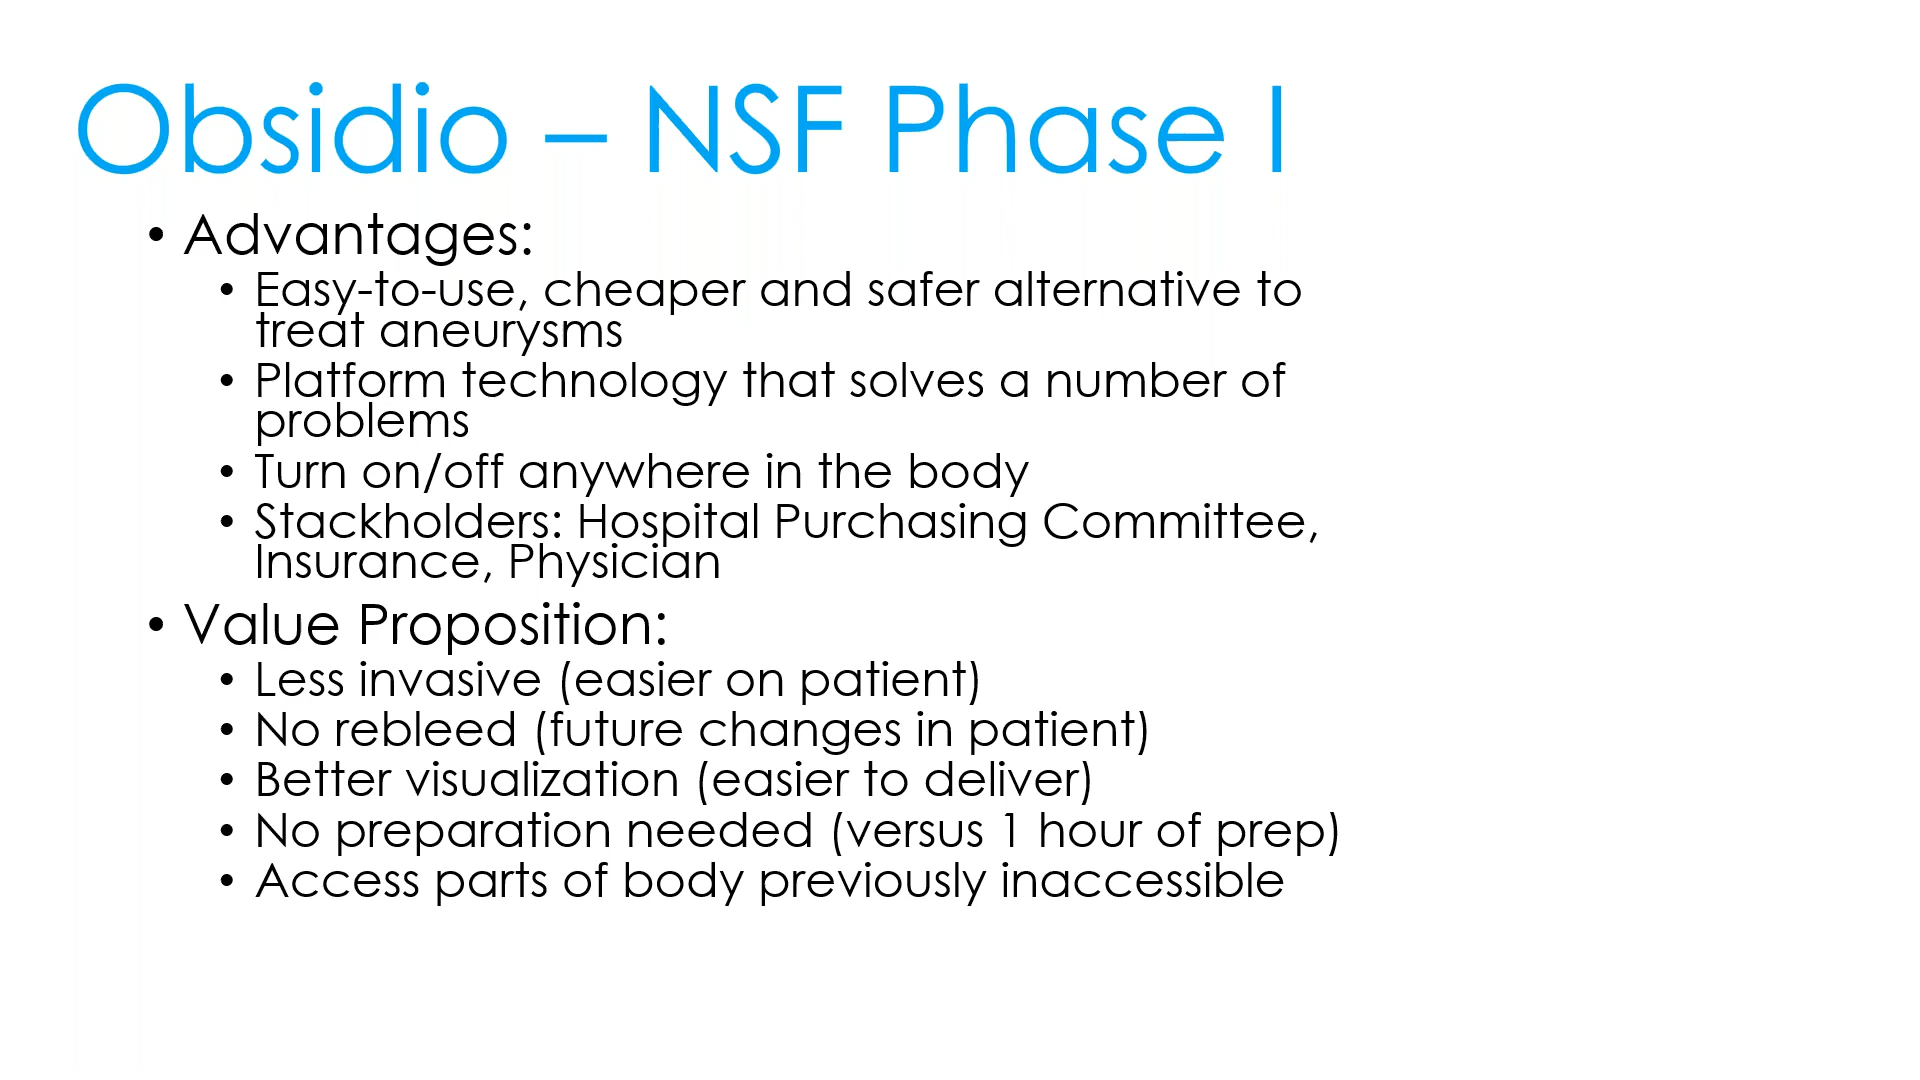 Obsidio – NSF Phase I
• Advantages:
• Easy-to-use, cheaper and safer alternative to
treat aneurysms
• Platform technology that solves a number of
problems
• Turn on/off anywhere in the body
• Stackholders: Hospital Purchasing Committee,
Insurance, Physician
• Value Proposition:
• Less invasive (easier on patient)
• No rebleed (future changes in patient)
• Better visualization (easier to deliver)
• No preparation needed (versus 1 hour of prep)
• Access parts of body previously inaccessible